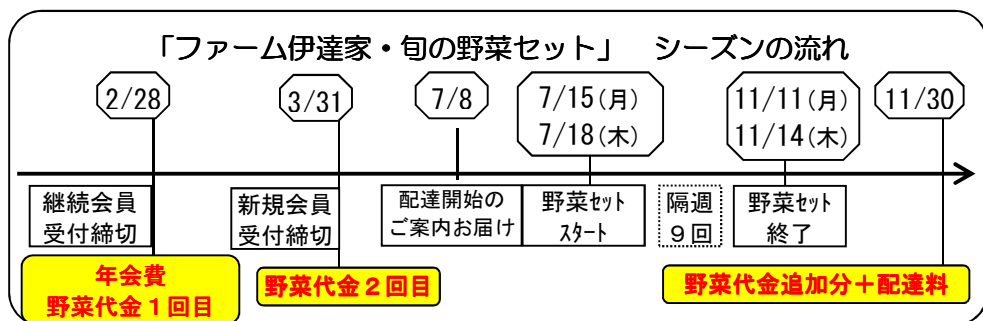 「ファーム伊達家・旬の野菜セット」 シーズンの流れ
2/28
3/31
7/8
7/15(月)
7/18(木)
11/11(月)
11/14(木)
11/30
継続会員
受付締切
新規会員
受付締切
配達開始の
ご案内お届け
野菜ｾｯﾄ
ｽﾀｰﾄ
隔週
９回
野菜ｾｯﾄ
終了
年会費
野菜代金１回目
野菜代金２回目
野菜代金追加分＋配達料